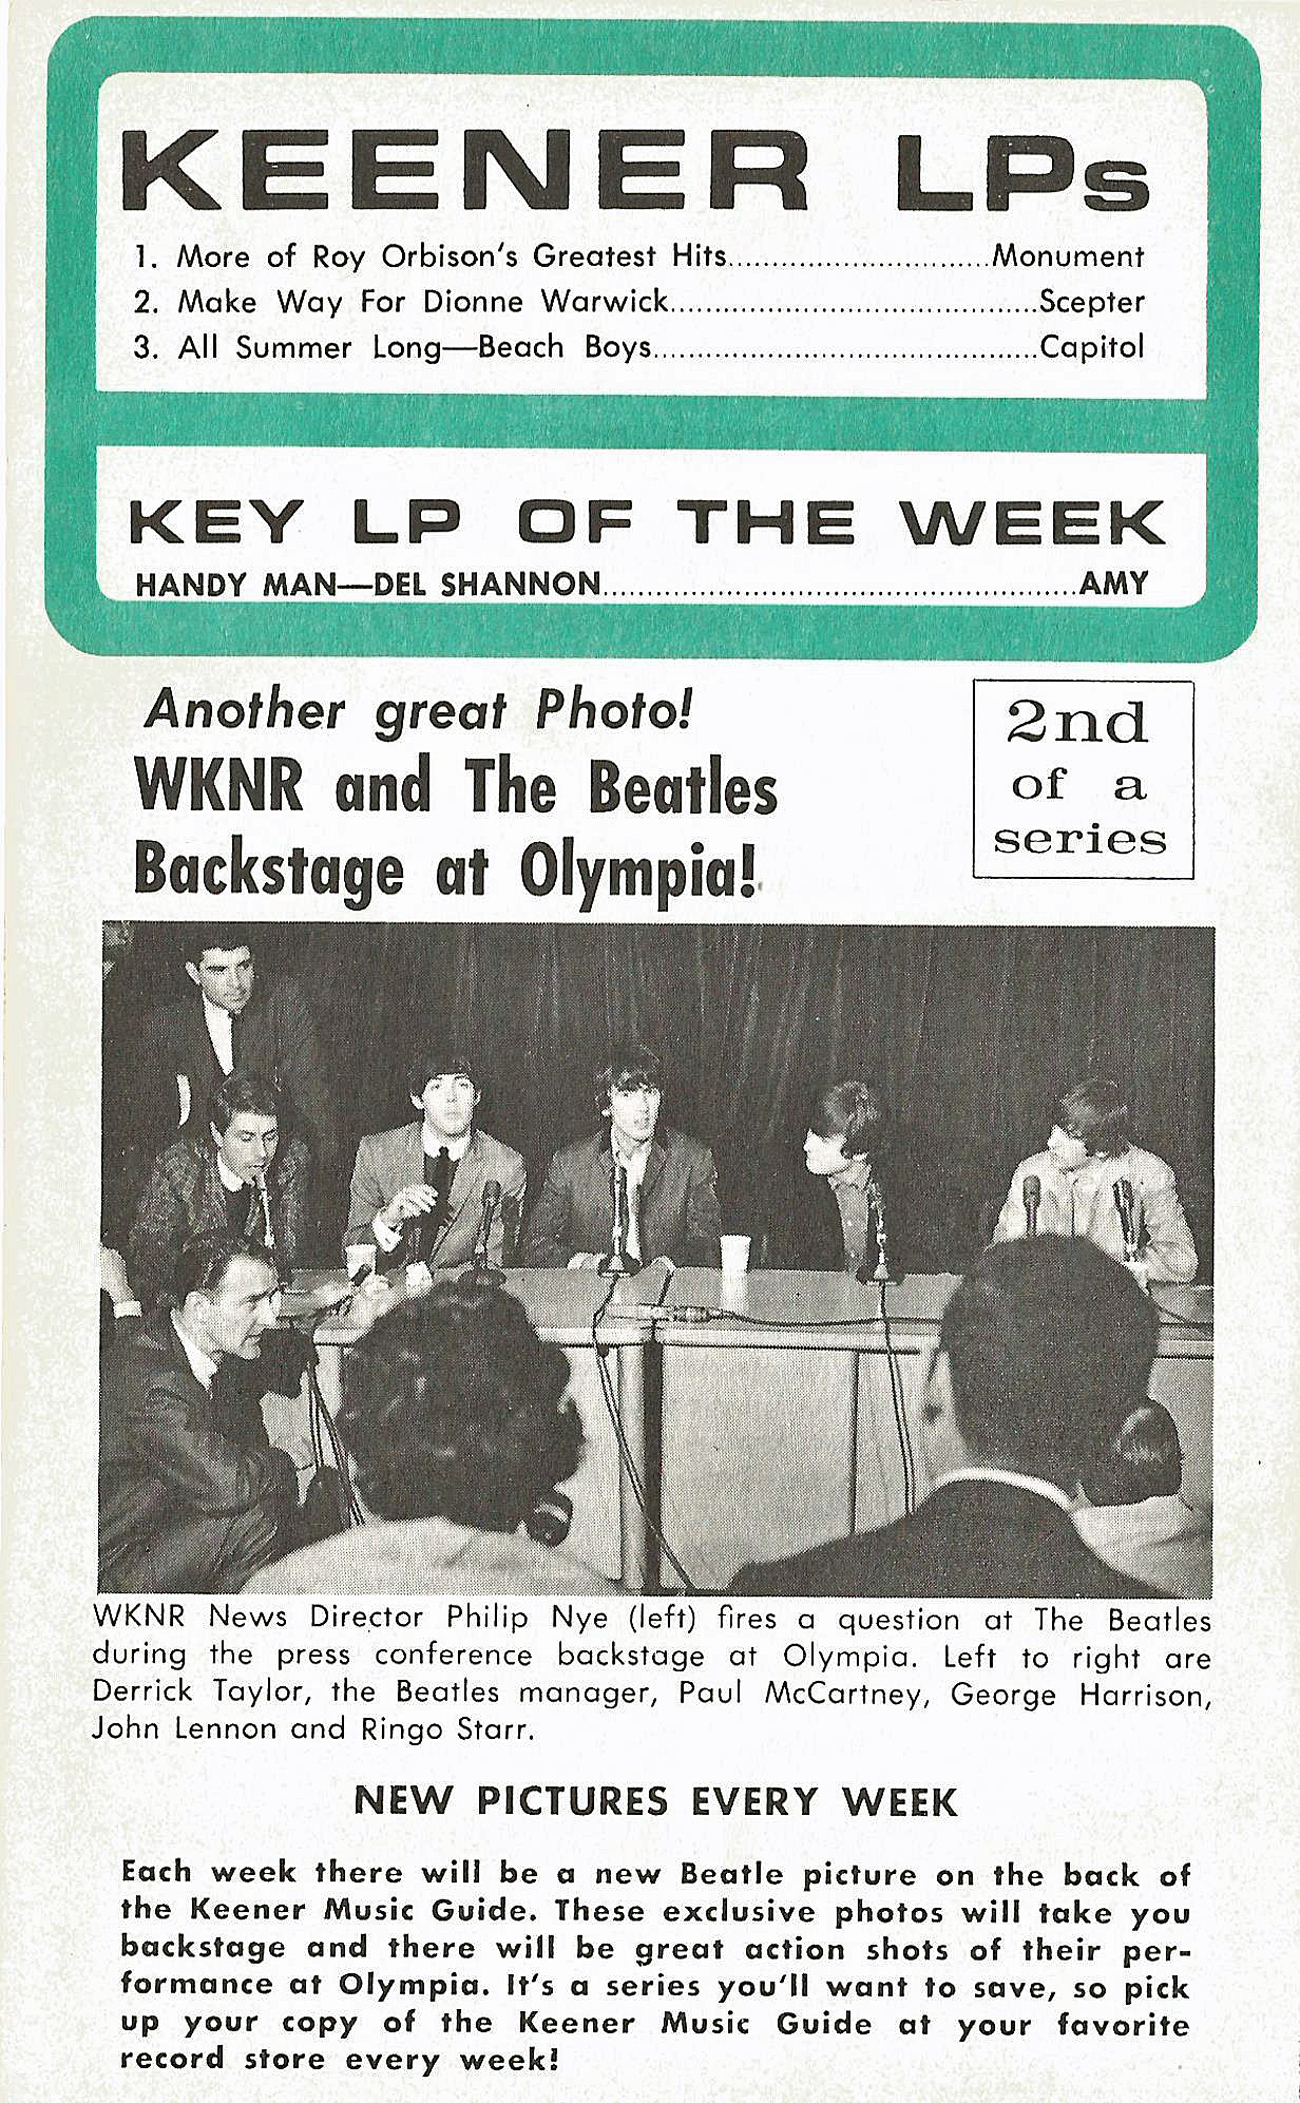 KEENER LPs
1. More of Roy Orbison's Greatest Hits..............................Monument
2. Make Way For Dionne Warwick..........................................Scepter
3. All Summer Long—Beach Boys............................................Capitol
KEY LP OF THE WEEK
HANDY MAN—DEL SHANNON......................................................AMY
Another great Photo!
WKNR and The Beatles
Backstage at Olympia!
2nd
of a
series
WKNR News Director Philip Nye (left) fires a question at The Beatles
during the press conference backstage at Olympia. Left to right are
Derrick Taylor, the Beatles manager, Paul McCartney, George Harrison,
John Lennon and Ringo Starr.
NEW PICTURES EVERY WEEK
Each week there will be a new Beatle picture on the back of
the Keener Music Guide. These exclusive photos will take you
backstage and there will be great action shots of their per-
formance at Olympia. It's a series you'll want to save, so pick
up your copy of the Keener Music Guide at your favorite
record store every week!